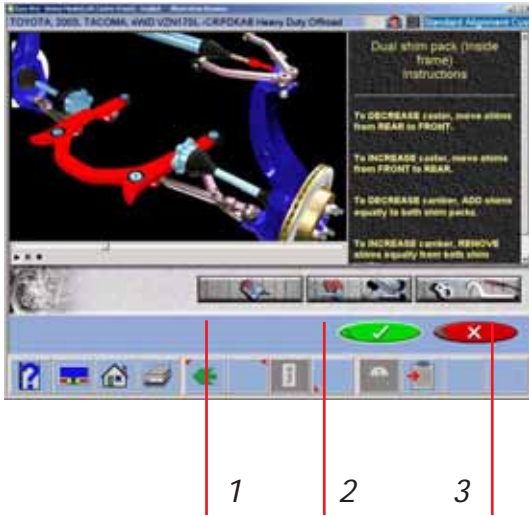 TOYOTA, 2005, TACOMA, 4WD VZN170L -CRPDKAB Heavy Duty Offroad
Standard Alignment
Dual shim pack (Inside
frame)
Instructions
To DECREASE caster, move shims
from REAR to FRONT.
To INCREASE caster, move shims
from FRONT to REAR.
To DECREASE camber, ADD shims
equally to both shim packs.
To INCREASE camber, REMOVE
shims equally from both shim
1 2 3